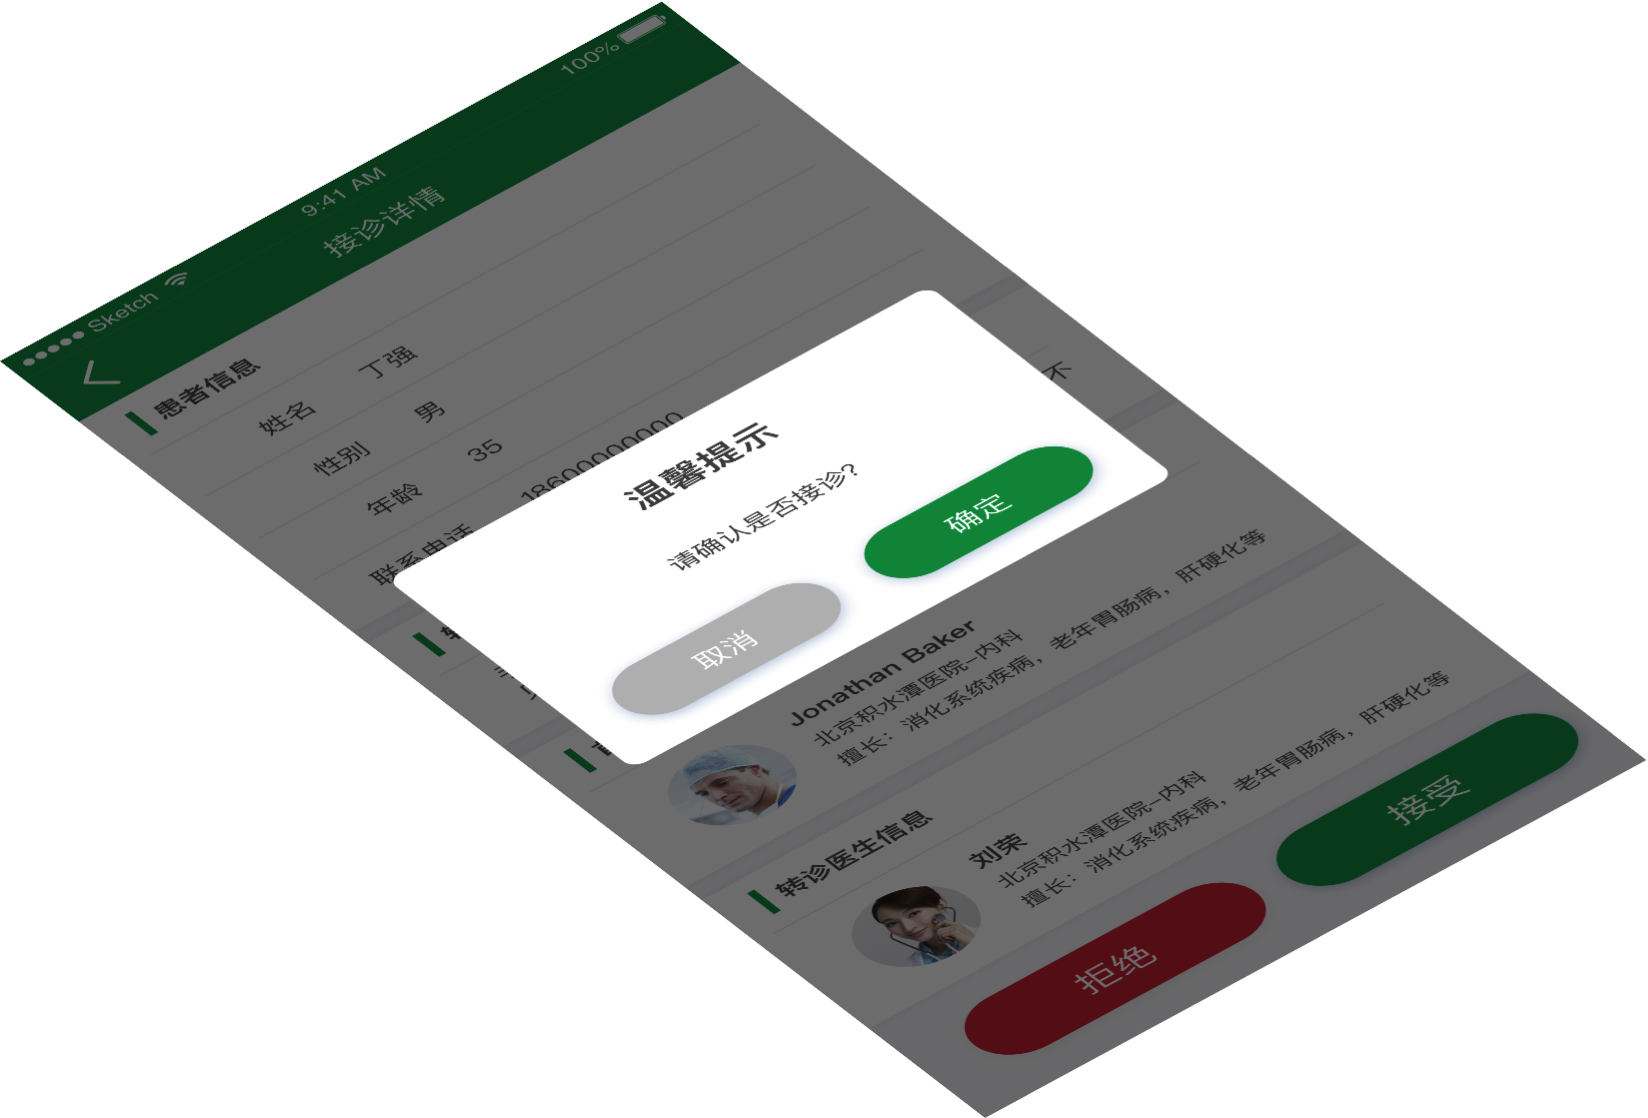 Sketch 9:41 AM 100%
接诊详情
患者信息
姓名 丁强
性别 男
年龄 35
联系电话 18600000000
不
温馨提示
请确认是否接诊?
取消 确定
Jonathan Baker
北京积水潭医院-内科
擅长：消化系统疾病，老年胃肠病，肝硬化等
转诊医生信息
刘荣
北京积水潭医院-内科
擅长：消化系统疾病，老年胃肠病，肝硬化等
拒绝 接受